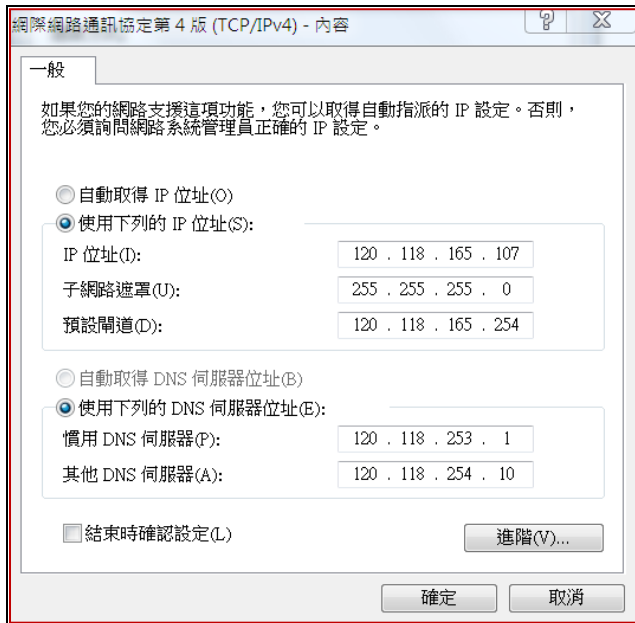 網際網路通訊協定第 4 版 (TCP/IPv4) - 內容
一般
如果您的網路支援這項功能，您可以取得自動指派的 IP 設定。否則，
您必須詢問網路系統管理員正確的 IP 設定。
自動取得 IP 位址(O)
使用下列的 IP 位址(S):
IP 位址(I): 120 . 118 . 165 . 107
子網路遮罩(U): 255 . 255 . 255 . 0
預設閘道(D): 120 . 118 . 165 . 254
自動取得 DNS 伺服器位址(B)
使用下列的 DNS 伺服器位址(E):
慣用 DNS 伺服器(P): 120 . 118 . 253 . 1
其他 DNS 伺服器(A): 120 . 118 . 254 . 10
結束時確認設定(L) 進階(V)...
確定 取消